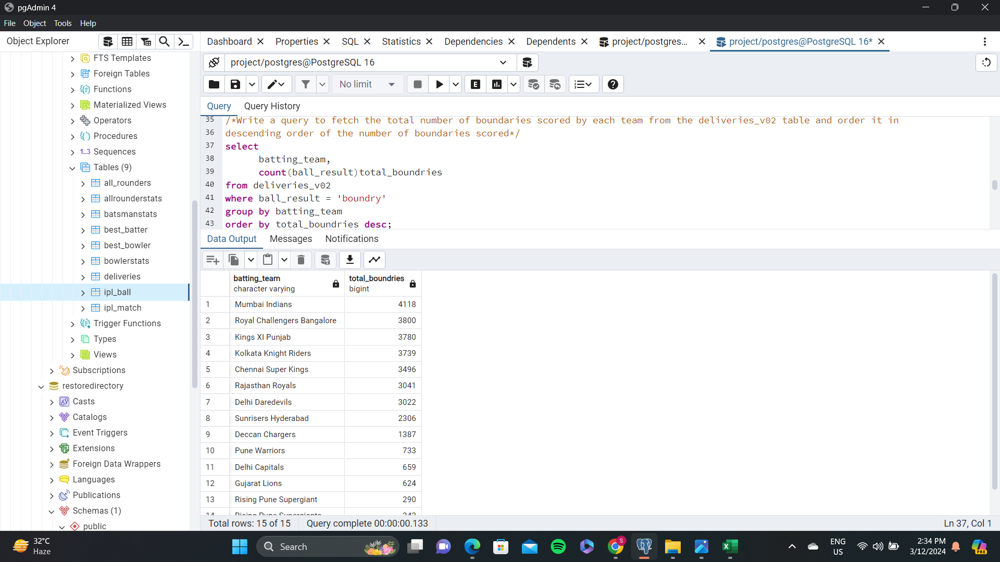 pgAdmin 4
File Object Tools Help
Object Explorer
Dashboard Properties SQL Statistics Dependencies Dependents project/postgres... project/postgres@PostgreSQL 16*
FTS Templates
Foreign Tables
Functions
Materialized Views
Operators
Procedures
1..3 Sequences
Tables (9)
all_rounders
allrounderstats
batsmanstats
best_batter
best_bowler
bowlerstats
deliveries
ipl_ball
ipl_match
Trigger Functions
Types
Views
Subscriptions
restoredirectory
Casts
Catalogs
Event Triggers
Extensions
Foreign Data Wrappers
Languages
Publications
Schemas (1)
public
project/postgres@PostgreSQL 16
No limit
E
Query Query History
35 /*Write a query to fetch the total number of boundaries scored by each team from the deliveries_v02 table and order it in
36 descending order of the number of boundaries scored*/
37 select
38 batting_team,
39 count(ball_result)total_boundries
40 from deliveries_v02
41 where ball_result = 'boundry'
42 group by batting_team
43 order by total_boundries desc;
Data Output Messages Notifications
batting_team total_boundries
character varying bigint
1 Mumbai Indians 4118
2 Royal Challengers Bangalore 3800
3 Kings XI Punjab 3780
4 Kolkata Knight Riders 3739
5 Chennai Super Kings 3496
6 Rajasthan Royals 3041
7 Delhi Daredevils 3022
8 Sunrisers Hyderabad 2306
9 Deccan Chargers 1387
10 Pune Warriors 733
11 Delhi Capitals 659
12 Gujarat Lions 624
13 Rising Pune Supergiant 290
14 Rising Pune Supergiants 242
Total rows: 15 of 15 Query complete 00:00:00.133 Ln 37, Col 1
32°C
Haze
Search
S
ENG
US
2:34 PM
3/12/2024
PRE